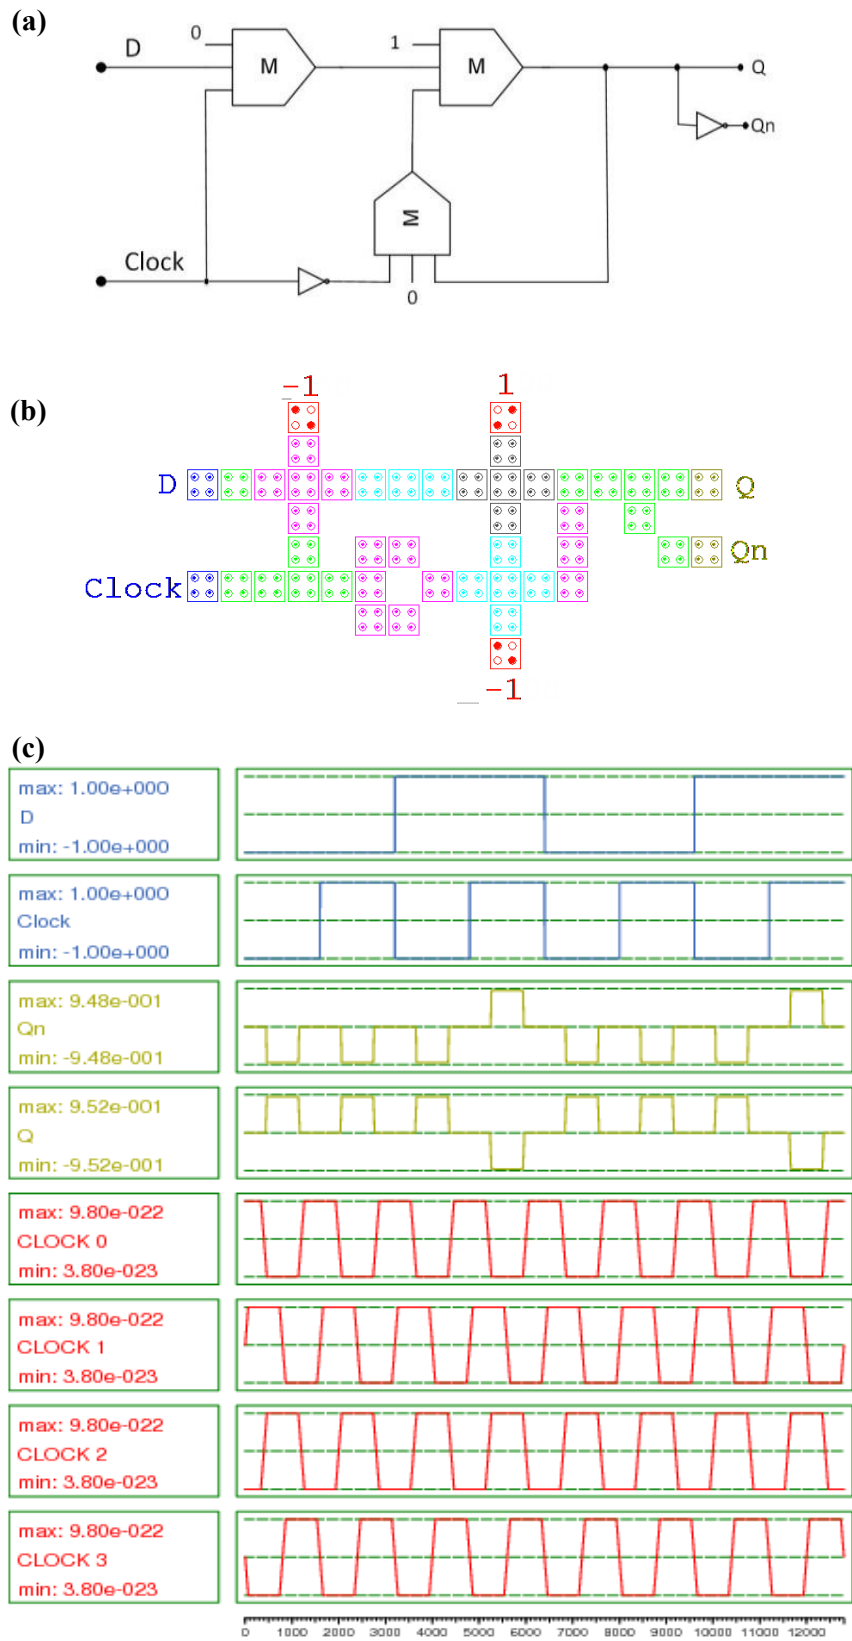 (a)
0
D
M
1
M
Q
Qn
M
Clock
0
(b)
-1
1
D
Q
Qn
Clock
-1
(c)
max: 1.00e+000
D
min: -1.00e+000
max: 1.00e+000
Clock
min: -1.00e+000
max: 9.48e-001
Qn
min: -9.48e-001
max: 9.52e-001
Q
min: -9.52e-001
max: 9.80e-022
CLOCK 0
min: 3.80e-023
max: 9.80e-022
CLOCK 1
min: 3.80e-023
max: 9.80e-022
CLOCK 2
min: 3.80e-023
max: 9.80e-022
CLOCK 3
min: 3.80e-023
0 1000 2000 3000 4000 5000 6000 7000 8000 9000 10000 11000 12000